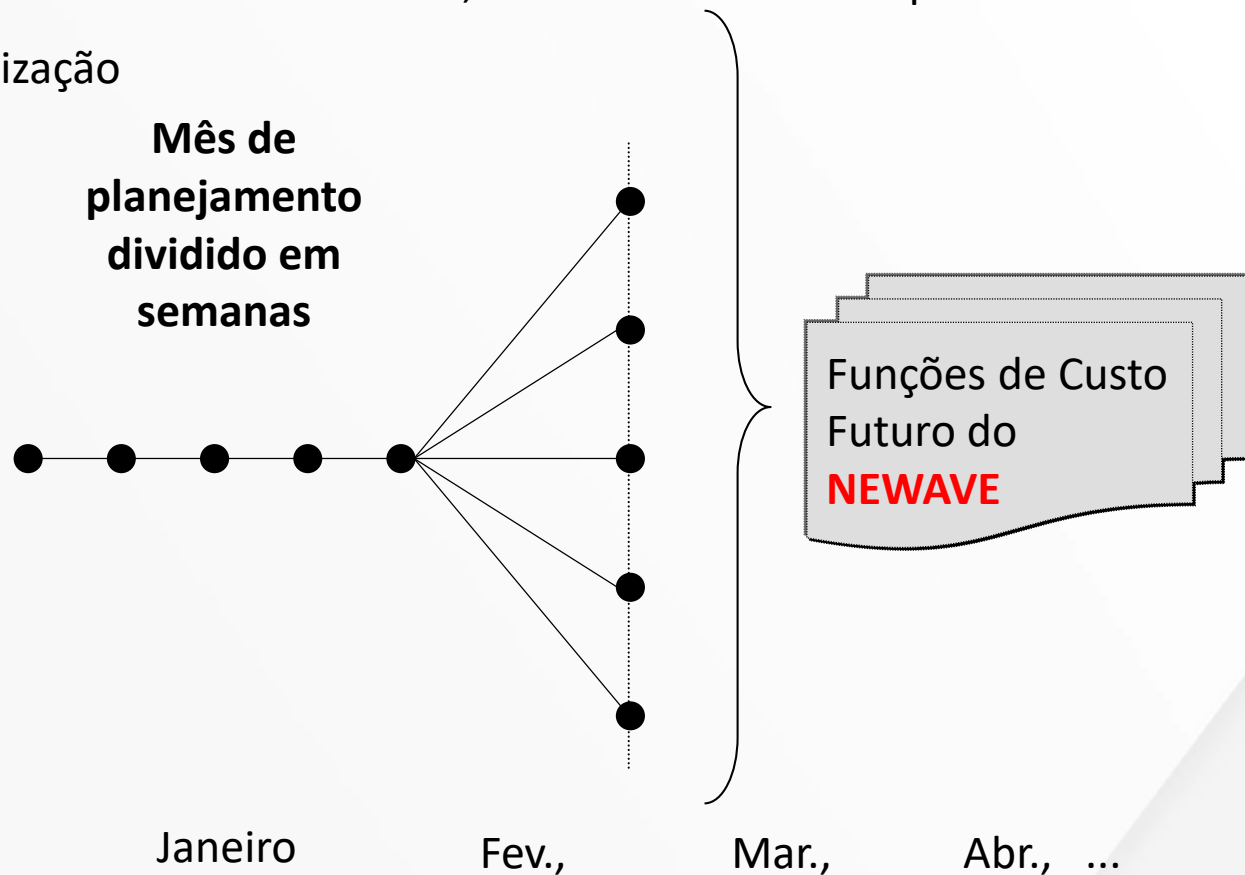 ização
Mês de
planejamento
dividido em
semanas
Funções de Custo
Futuro do
NEWAVE
Janeiro
Fev.,
Mar.,
Abr., ...